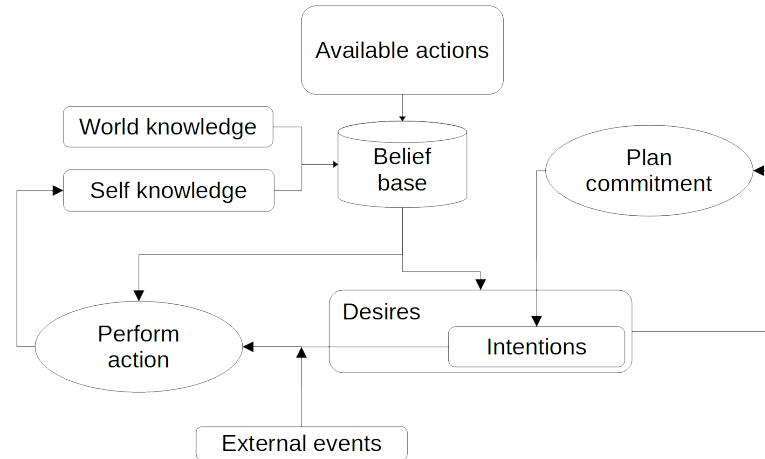 Available actions
World knowledge
Self knowledge
Belief
base
Plan
commitment
Desires
Intentions
Perform
action
External events